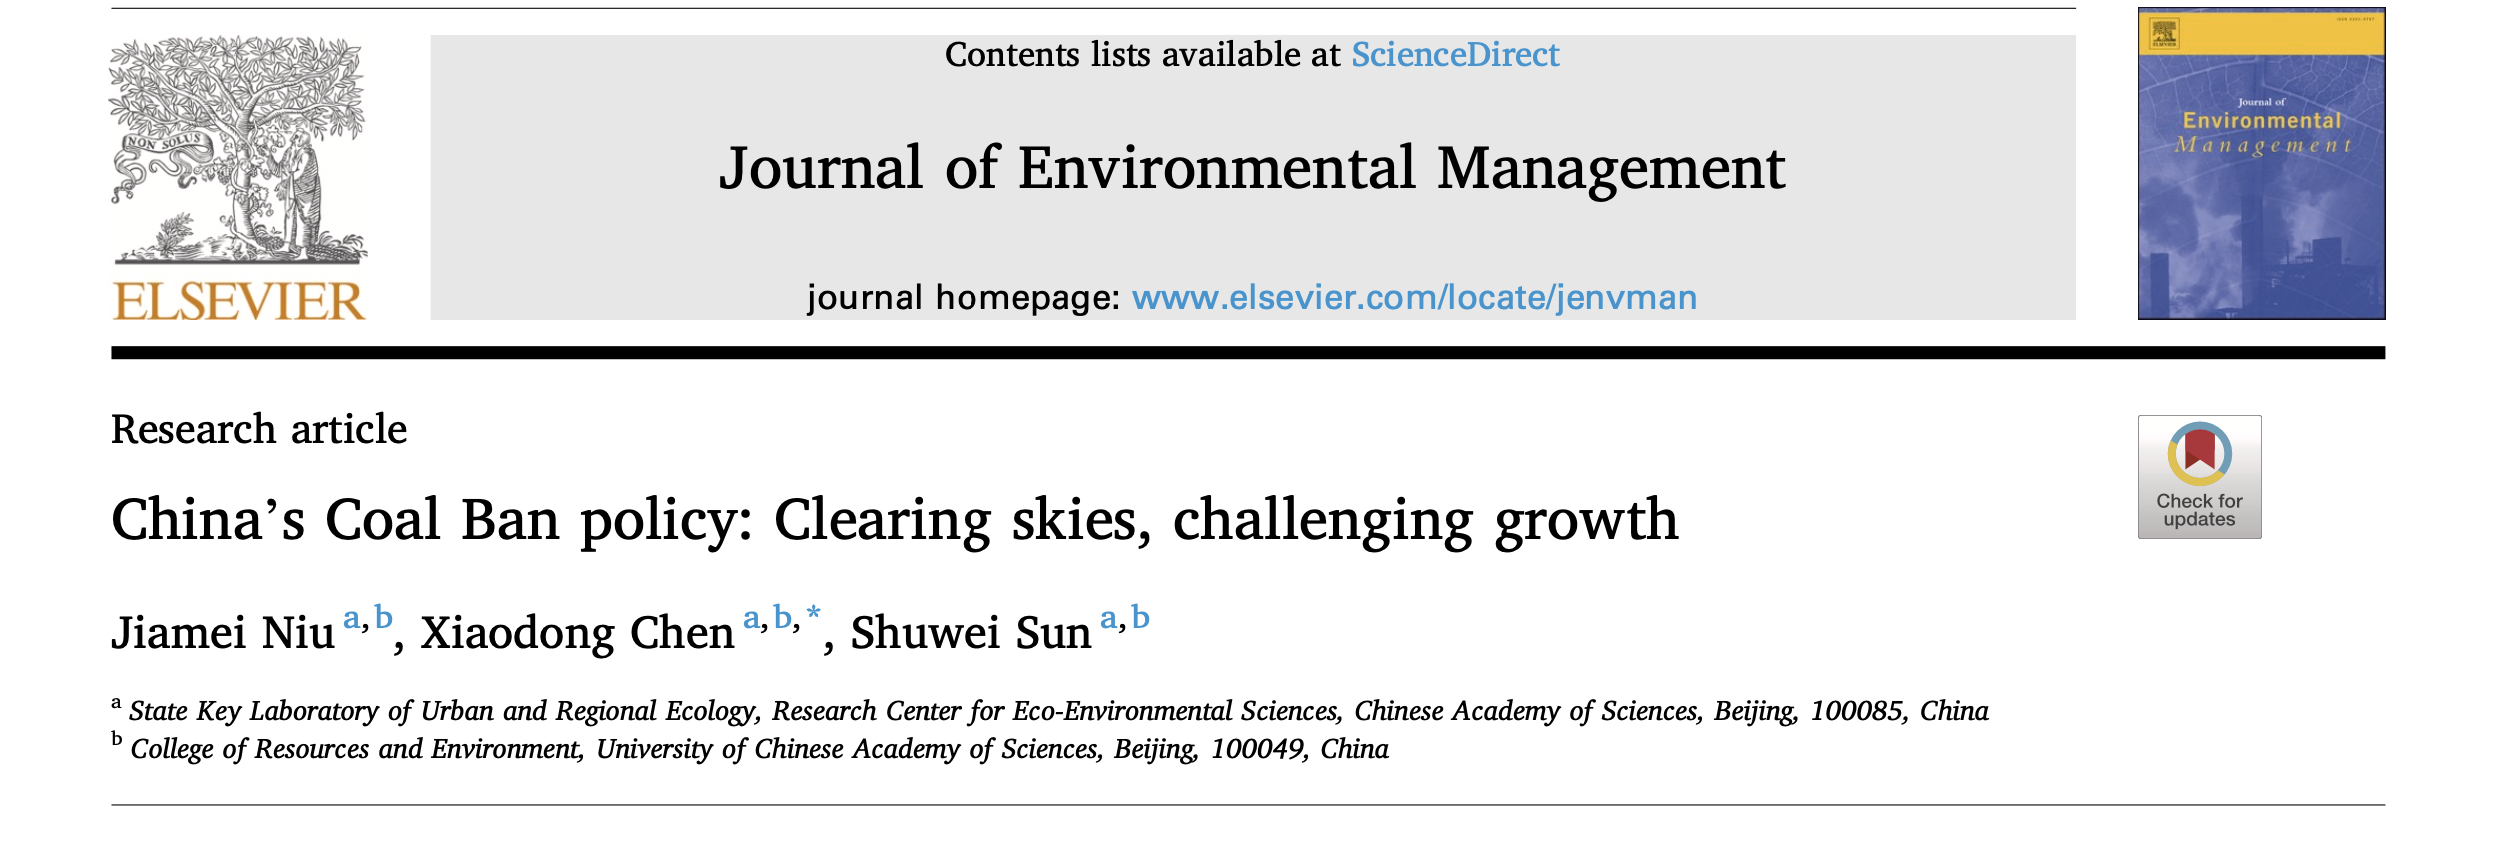 Contents lists available at ScienceDirect
NON SOLUS
ELSEVIER
Journal of Environmental Management
journal homepage: www.elsevier.com/locate/jenvman
ELSEVIER
Journal of
Environmental
Management
Research article
China’s Coal Ban policy: Clearing skies, challenging growth
Check for
updates
Jiamei Niu a,b, Xiaodong Chen a,b,*, Shuwei Sun a,b
a State Key Laboratory of Urban and Regional Ecology, Research Center for Eco-Environmental Sciences, Chinese Academy of Sciences, Beijing, 100085, China
b College of Resources and Environment, University of Chinese Academy of Sciences, Beijing, 100049, China